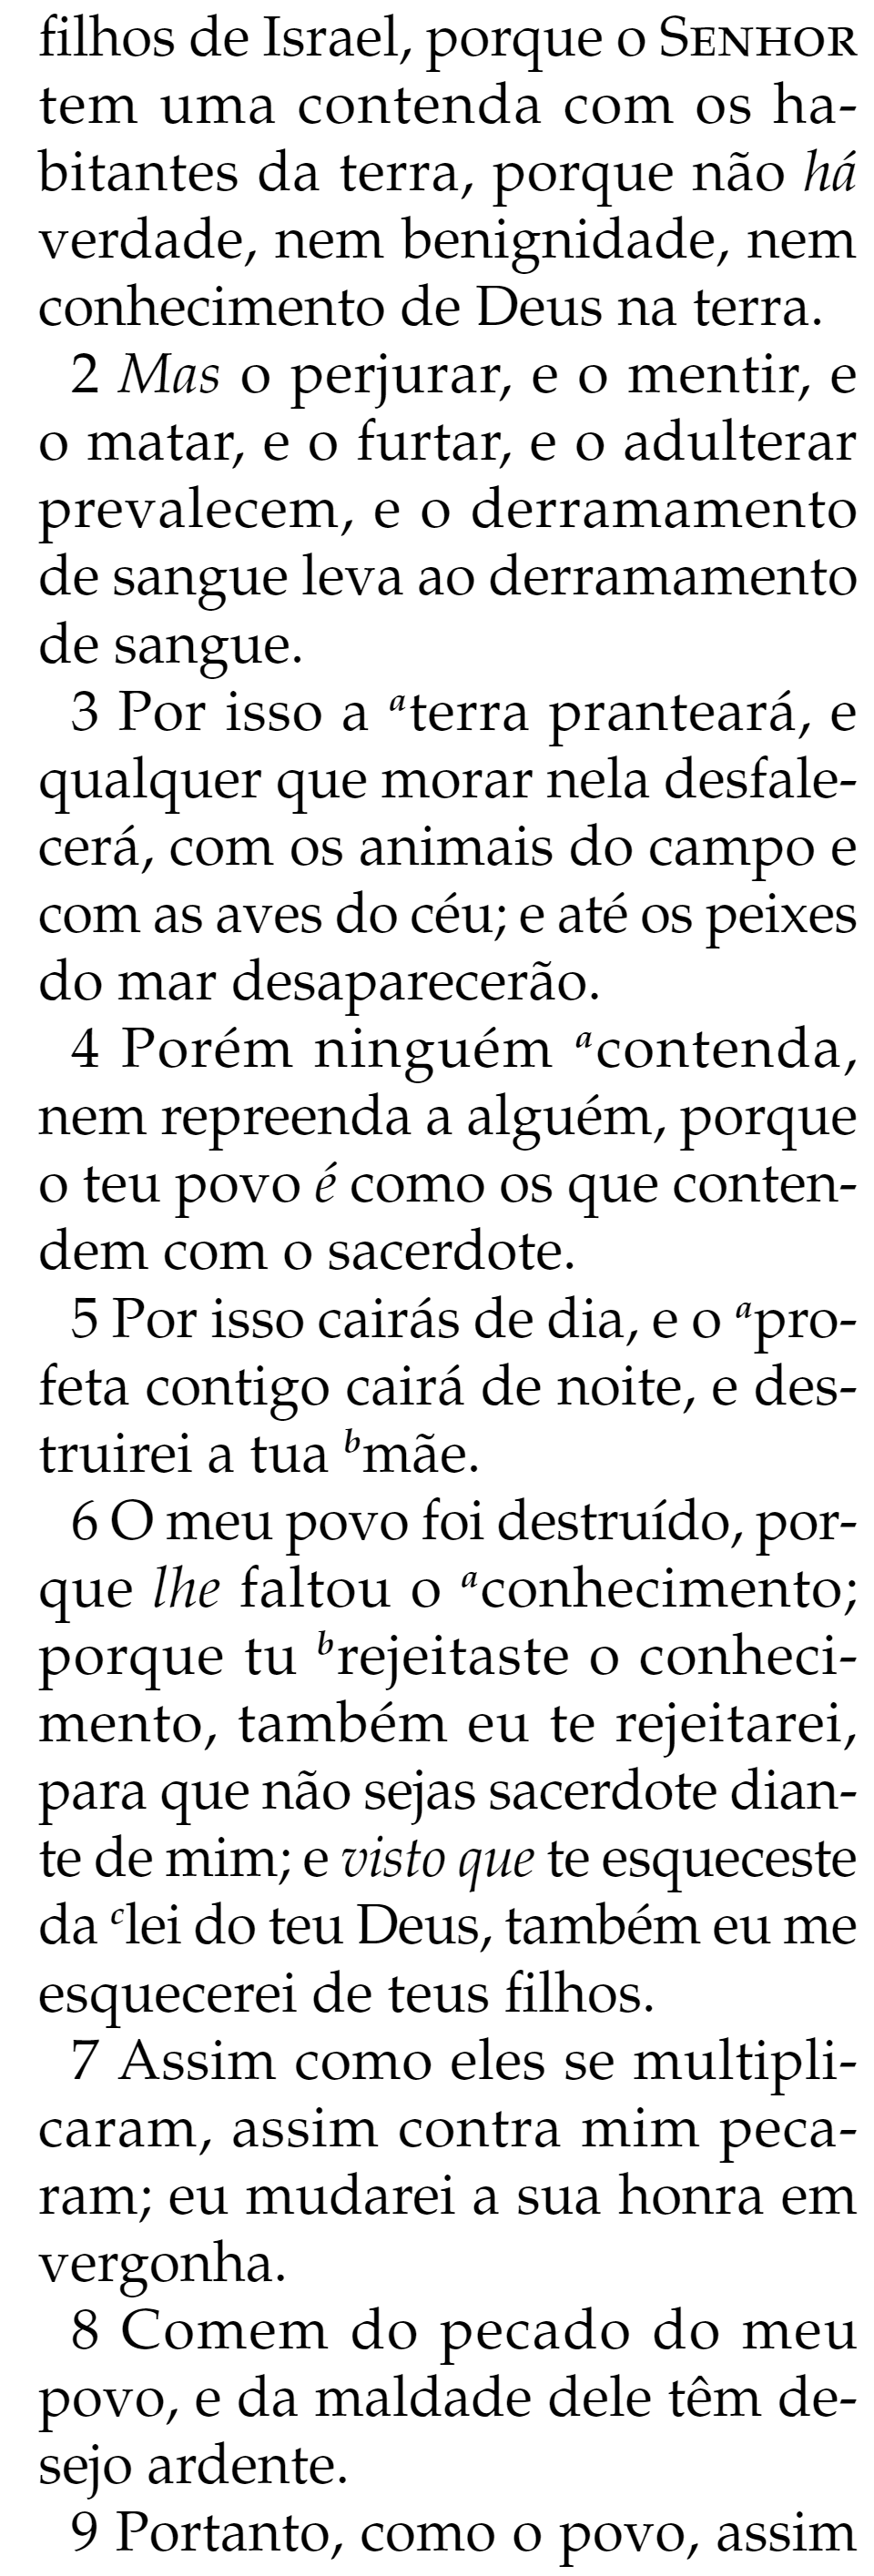 filhos de Israel, porque o SENHOR
tem uma contenda com os ha-
bitantes da terra, porque não há
verdade, nem benignidade, nem
conhecimento de Deus na terra.
2 Mas o perjurar, e o mentir, e
o matar, e o furtar, e o adulterar
prevalecem, e o derramamento
de sangue leva ao derramamento
de sangue.
3 Por isso a aterra pranteará, e
qualquer que morar nela desfale-
cerá, com os animais do campo e
com as aves do céu; e até os peixes
do mar desaparecerão.
4 Porém ninguém acontenda,
nem repreenda a alguém, porque
o teu povo é como os que conten-
dem com o sacerdote.
5 Por isso cairás de dia, e o apro-
feta contigo cairá de noite, e des-
truirei a tua bmãe.
6 O meu povo foi destruído, por-
que lhe faltou o aconhecimento;
porque tu brejeitaste o conheci-
mento, também eu te rejeitarei,
para que não sejas sacerdote dian-
te de mim; e visto que te esqueceste
da clei do teu Deus, também eu me
esquecerei de teus filhos.
7 Assim como eles se multipli-
caram, assim contra mim peca-
ram; eu mudarei a sua honra em
vergonha.
8 Comem do pecado do meu
povo, e da maldade dele têm de-
sejo ardente.
9 Portanto, como o povo, assim